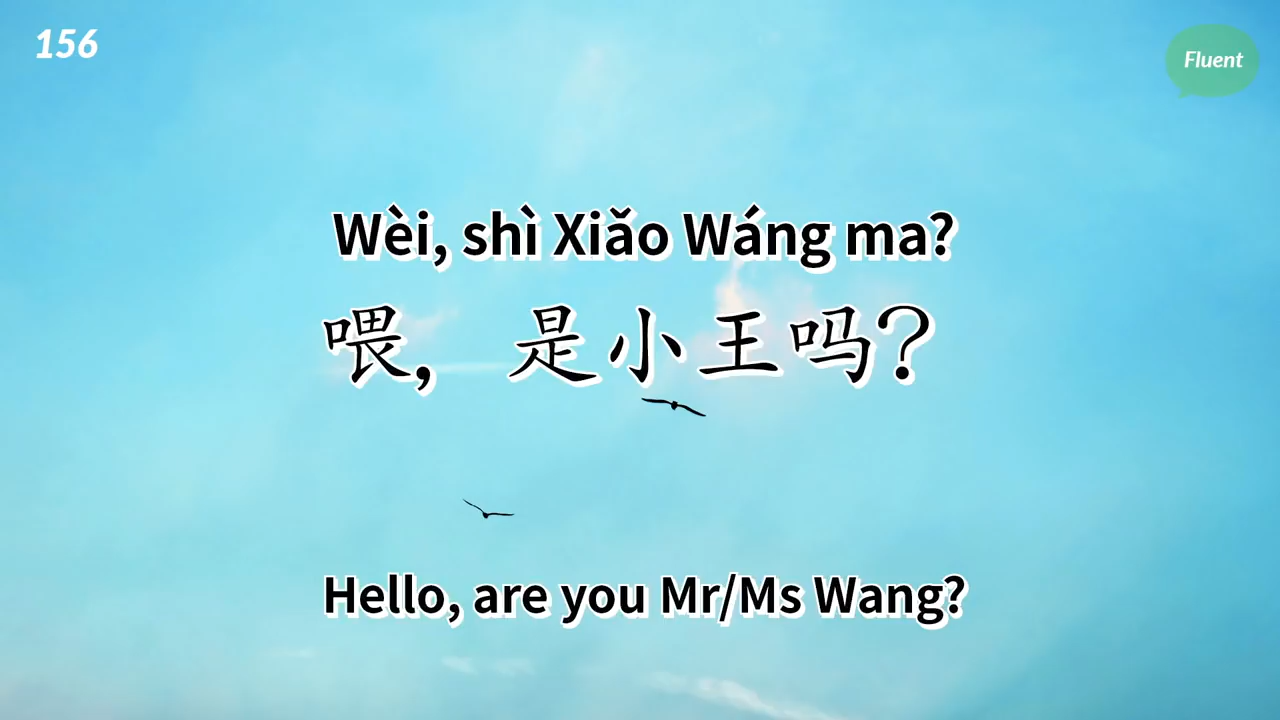 156
Fluent
Wèi, shì Xiǎo Wáng ma?
喂，是小王吗？
Hello, are you Mr/Ms Wang?